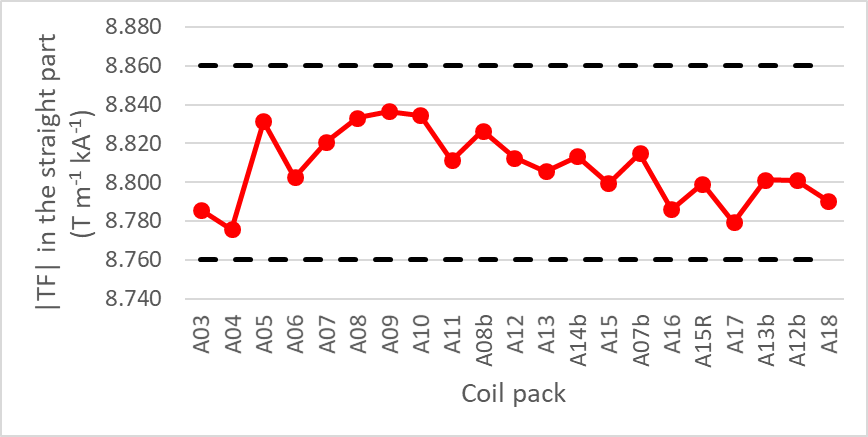 |TF| in the straight part
(T m⁻¹ kA⁻¹)
8.880
8.860
8.840
8.820
8.800
8.780
8.760
8.740
A03
A04
A05
A06
A07
A08
A09
A10
A11
A08b
A12
A13
A14b
A15
A07b
A16
A15R
A17
A13b
A12b
A18
Coil pack